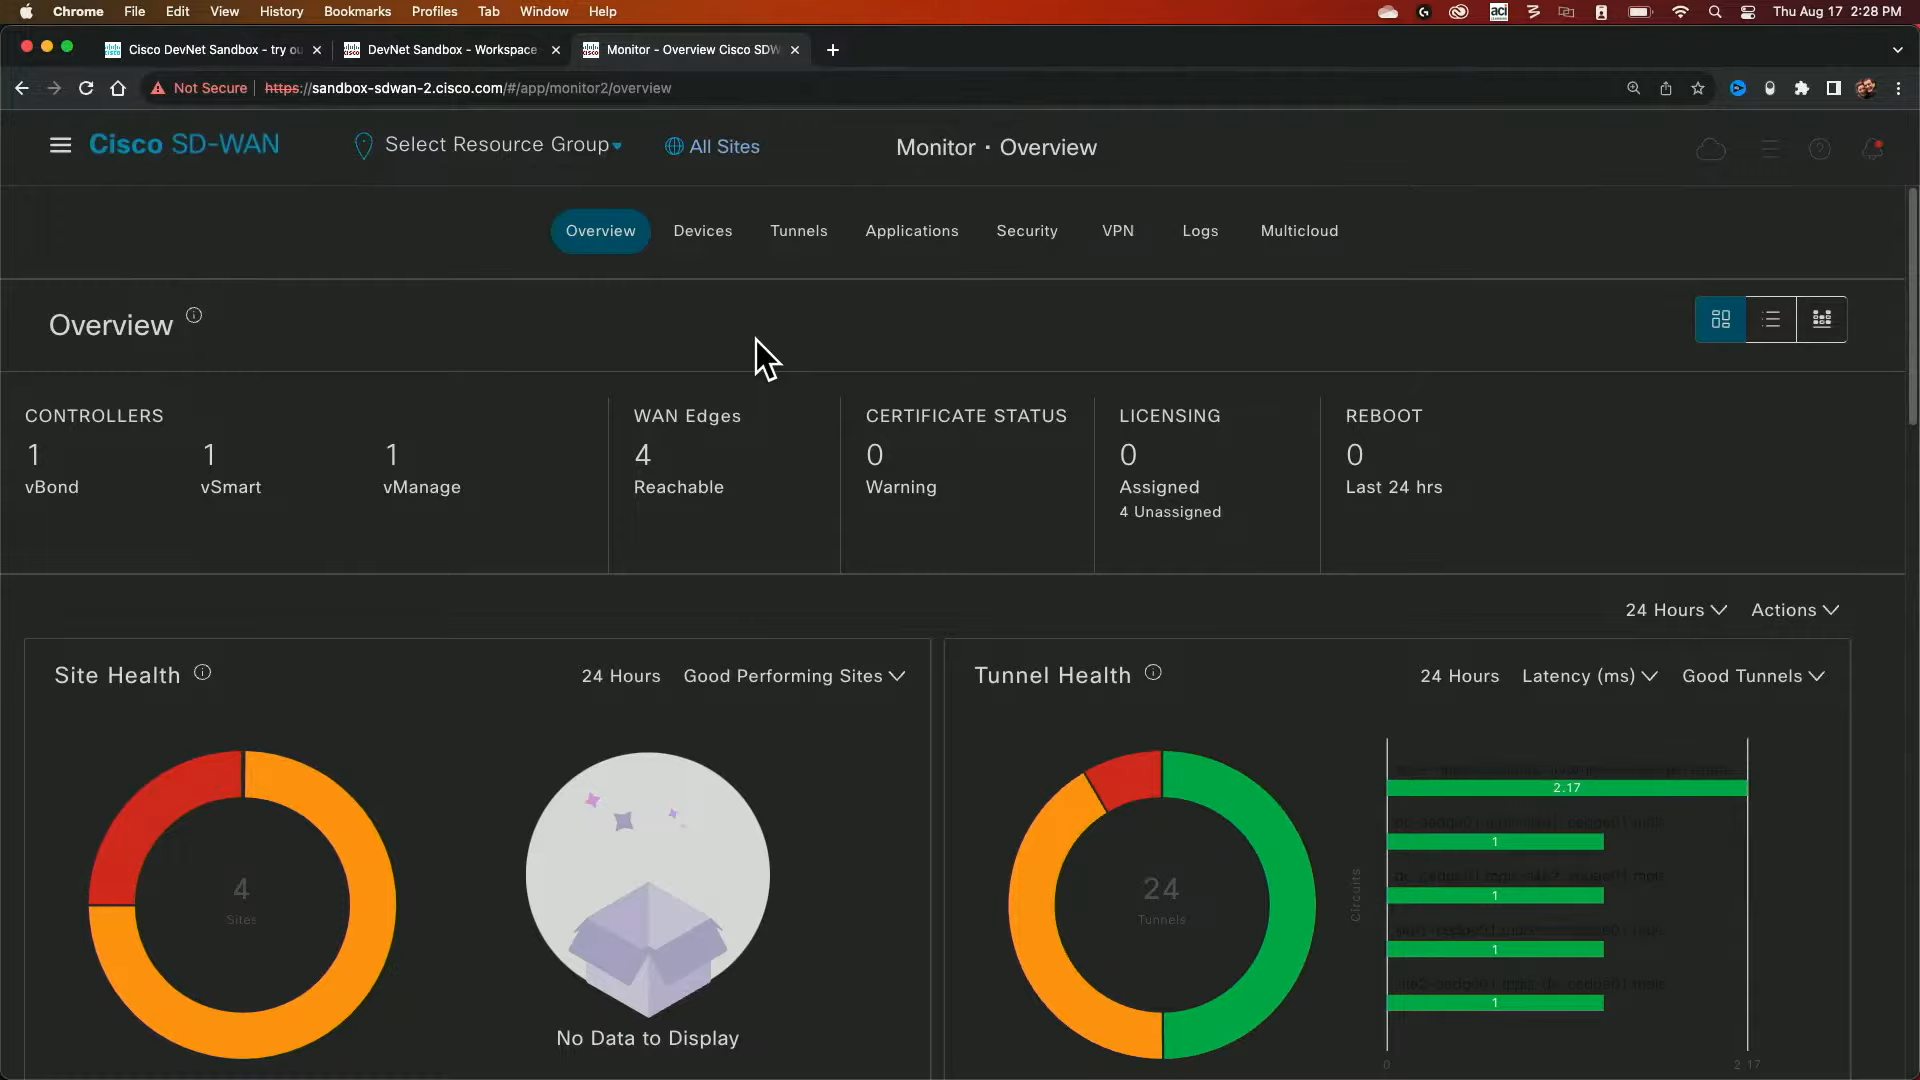 Chrome File Edit View History Bookmarks Profiles Tab Window Help
aci
Thu Aug 17 2:28 PM
Cisco DevNet Sandbox - try ou
DevNet Sandbox - Workspace
Monitor - Overview Cisco SDW
Not Secure https://sandbox-sdwan-2.cisco.com/#/app/monitor2/overview
Cisco SD-WAN
Select Resource Group
All Sites
Monitor · Overview
Overview Devices Tunnels Applications Security VPN Logs Multicloud
Overview
CONTROLLERS
1 1 1
vBond vSmart vManage
WAN Edges
4
Reachable
CERTIFICATE STATUS
0
Warning
LICENSING
0
Assigned
4 Unassigned
REBOOT
0
Last 24 hrs
24 Hours Actions
Site Health
24 Hours Good Performing Sites
4
Sites
No Data to Display
Tunnel Health
24 Hours Latency (ms) Good Tunnels
24
Tunnels
Circuits
2.17
1
1
1
1
0 2.17